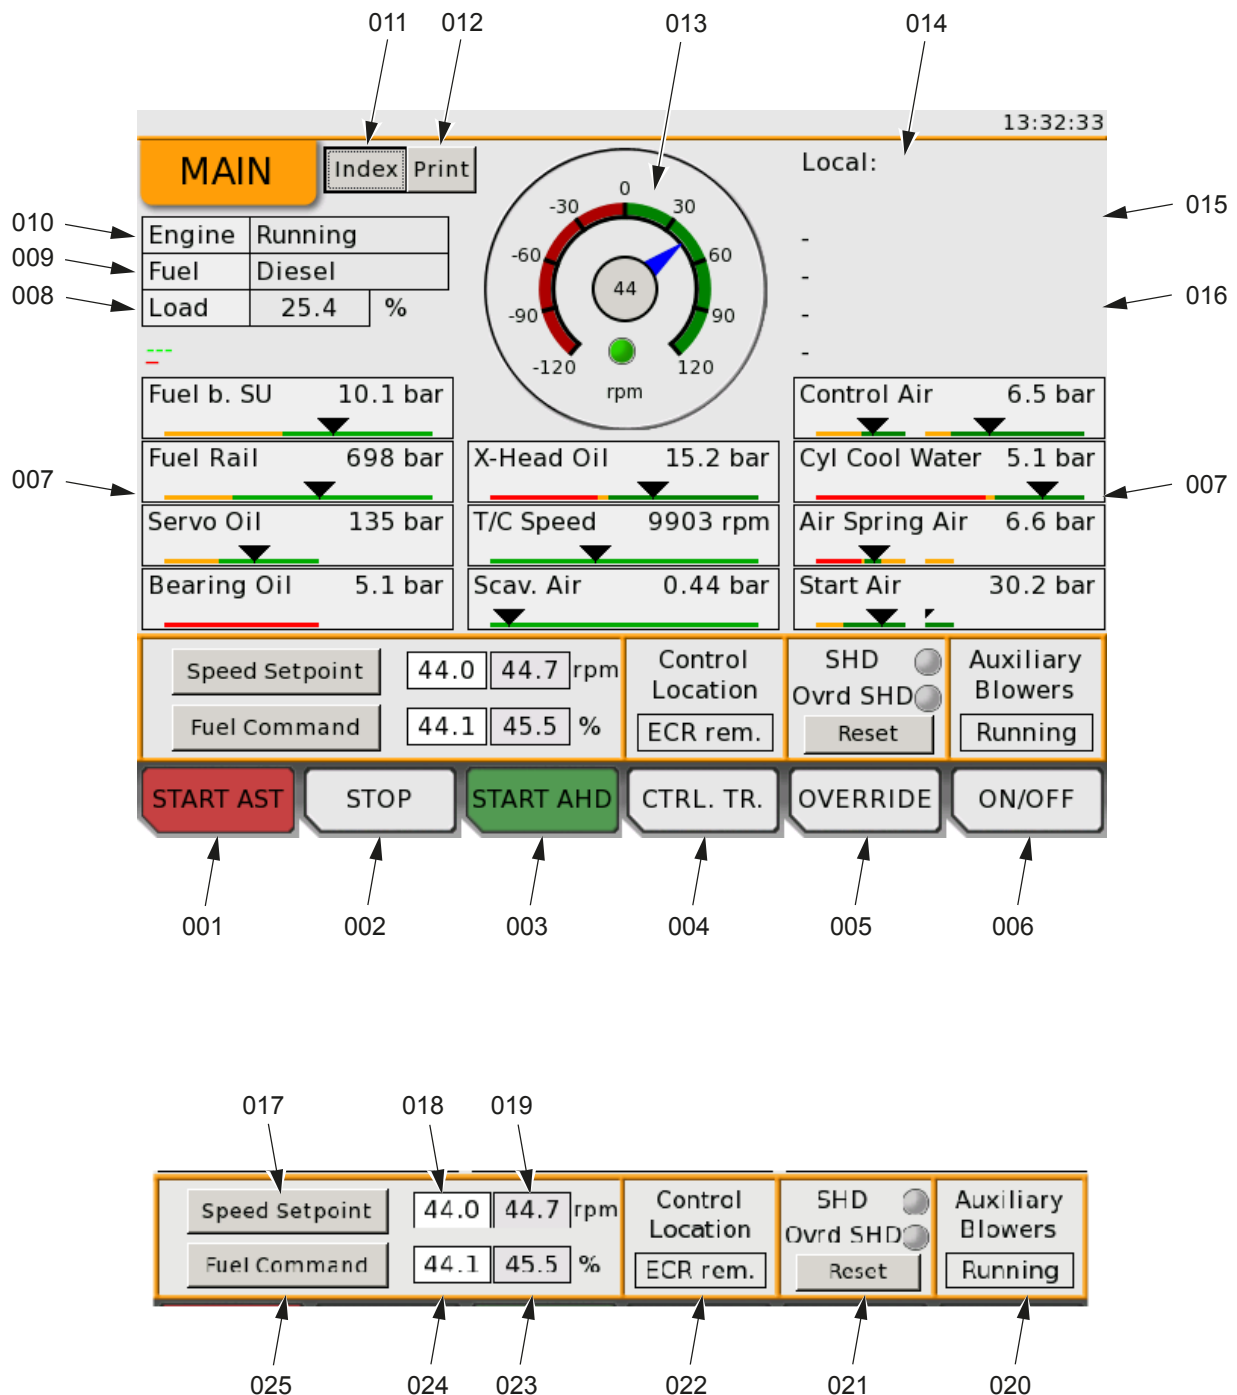 011 012 013 014
13:32:33
MAIN Index Print Local:
0
-30 30
-60 60
-90 90
-120 120
44
rpm
015
016
010 Engine Running
009 Fuel Diesel
008 Load 25.4 %
---
-
-
-
-
Fuel b. SU 10.1 bar Control Air 6.5 bar
007 Fuel Rail 698 bar X-Head Oil 15.2 bar Cyl Cool Water 5.1 bar 007
Servo Oil 135 bar T/C Speed 9903 rpm Air Spring Air 6.6 bar
Bearing Oil 5.1 bar Scav. Air 0.44 bar Start Air 30.2 bar
Speed Setpoint 44.0 44.7 rpm
Fuel Command 44.1 45.5 %
Control
Location
ECR rem.
SHD
Ovrd SHD
Reset
Auxiliary
Blowers
Running
START AST STOP START AHD CTRL. TR. OVERRIDE ON/OFF
001 002 003 004 005 006
017 018 019
Speed Setpoint 44.0 44.7 rpm
Fuel Command 44.1 45.5 %
Control
Location
ECR rem.
SHD
Ovrd SHD
Reset
Auxiliary
Blowers
Running
025 024 023 022 021 020